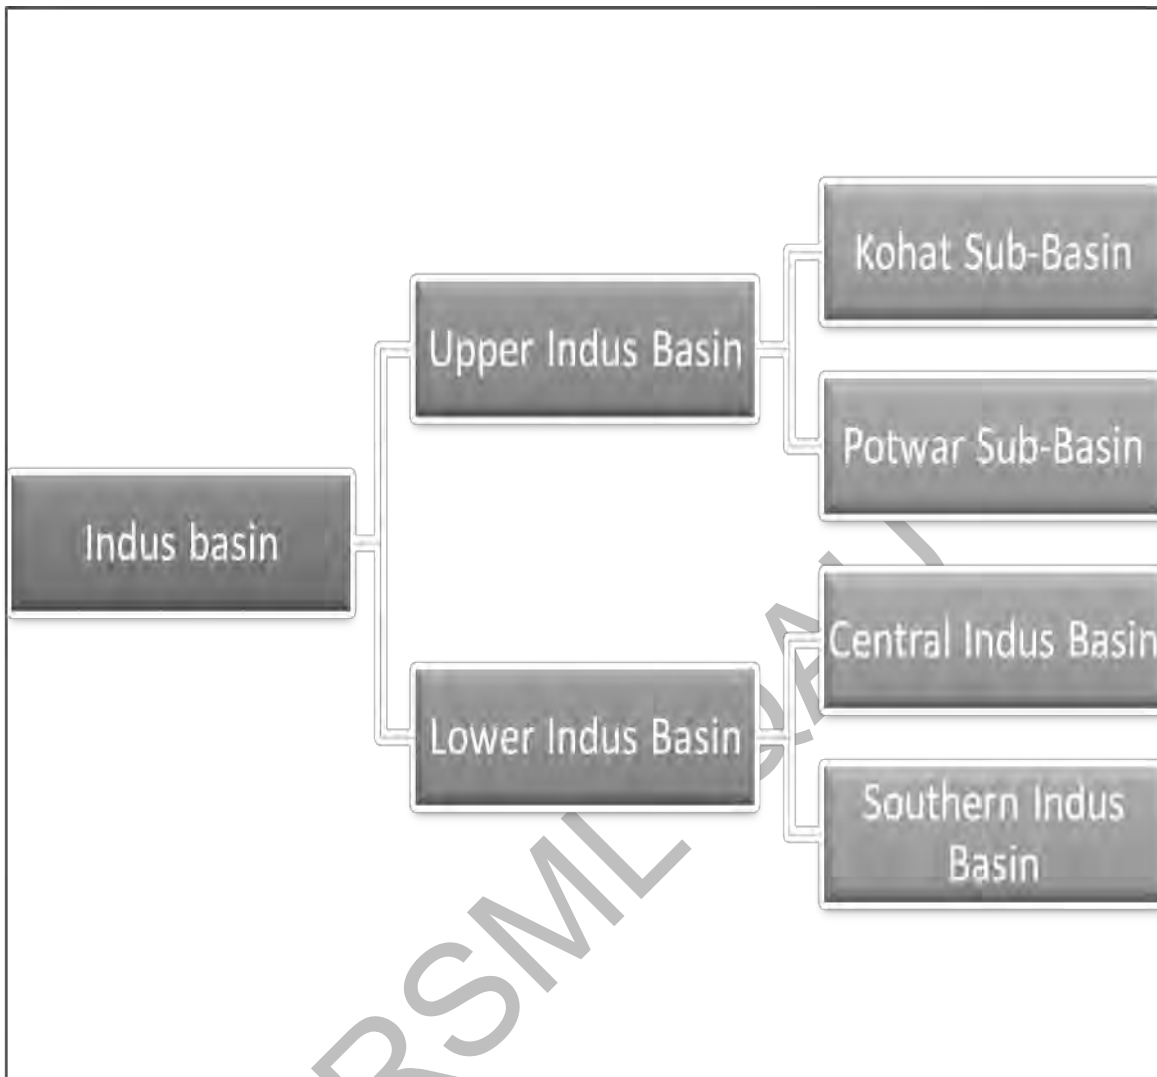 Indus basin
Upper Indus Basin
Lower Indus Basin
Kohat Sub-Basin
Potwar Sub-Basin
Central Indus Basin
Southern Indus
Basin
RSML